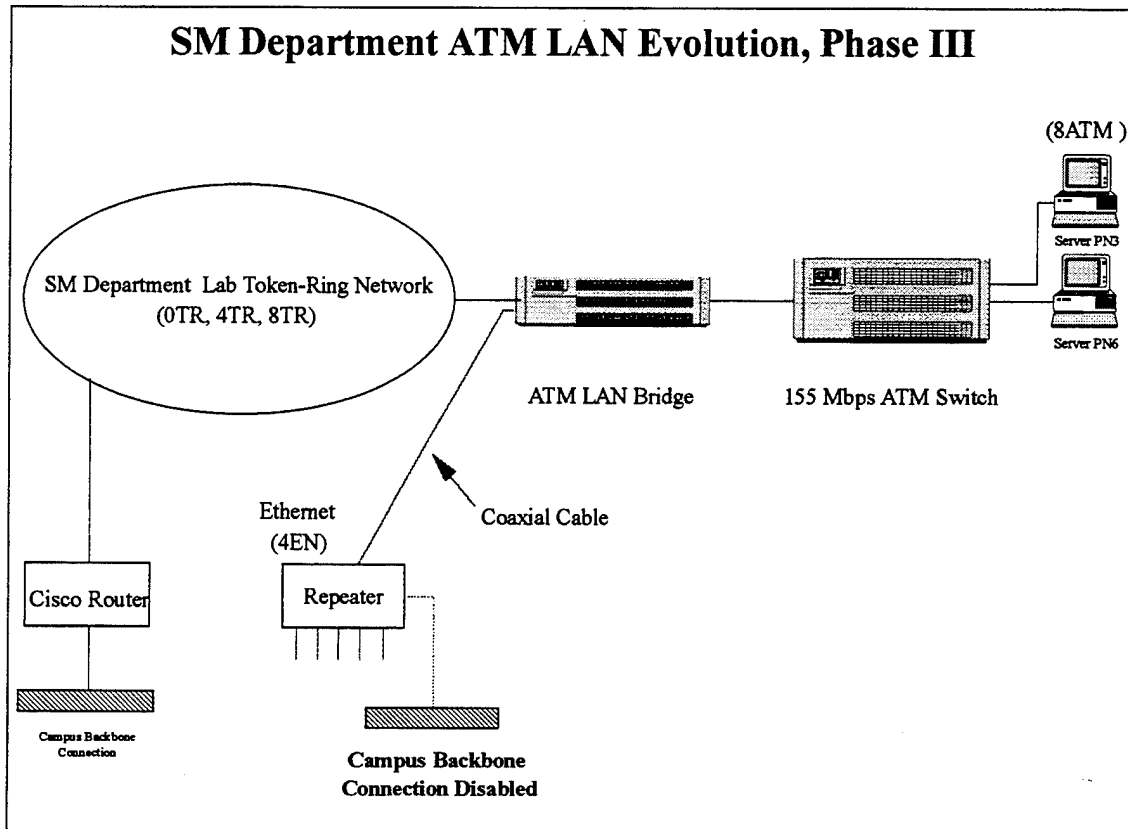 SM Department ATM LAN Evolution, Phase III
(8ATM )
Server PN3
Server PN6
SM Department Lab Token-Ring Network
(0TR, 4TR, 8TR)
ATM LAN Bridge
155 Mbps ATM Switch
Coaxial Cable
Ethernet
(4EN)
Cisco Router
Repeater
Campus Backbone
Connection
Campus Backbone
Connection Disabled